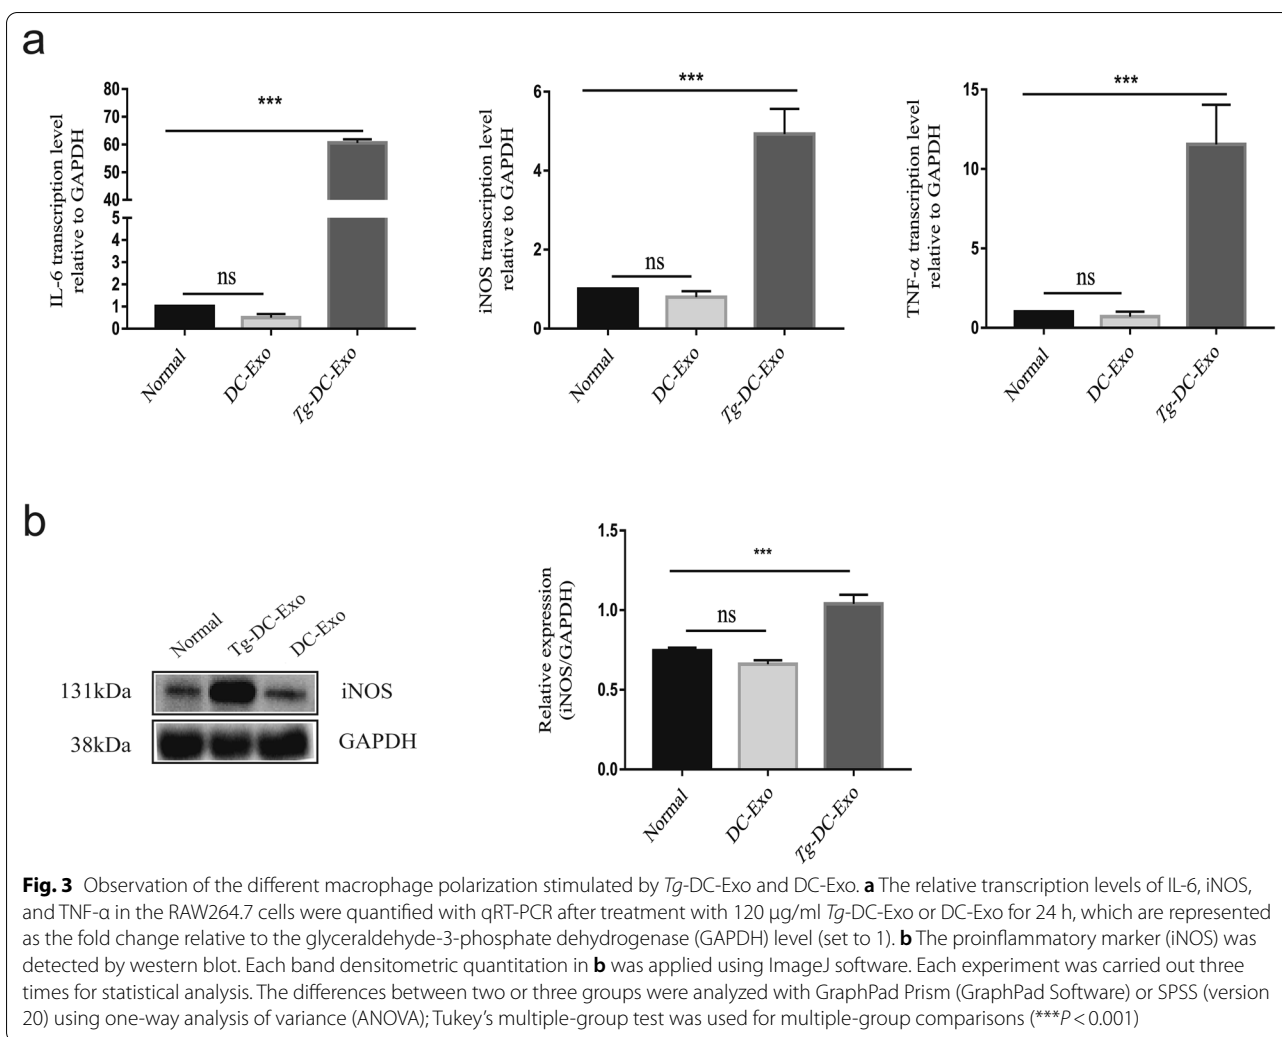 a
IL-6 transcription level
relative to GAPDH
80
70
60
50
40
5
4
3
2
1
0
***
ns
Normal
DC-Exo
Tg-DC-Exo
iNOS transcription level
relative to GAPDH
6
4
2
0
***
ns
Normal
DC-Exo
Tg-DC-Exo
TNF-α transcription level
relative to GAPDH
15
10
5
0
***
ns
Normal
DC-Exo
Tg-DC-Exo
b
Normal
Tg-DC-Exo
DC-Exo
131kDa
iNOS
38kDa
GAPDH
Relative expression
(iNOS/GAPDH)
1.5
1.0
0.5
0.0
***
ns
Normal
DC-Exo
Tg-DC-Exo
Fig. 3 Observation of the different macrophage polarization stimulated by Tg-DC-Exo and DC-Exo. a The relative transcription levels of IL-6, iNOS,
and TNF-α in the RAW264.7 cells were quantified with qRT-PCR after treatment with 120 µg/ml Tg-DC-Exo or DC-Exo for 24 h, which are represented
as the fold change relative to the glyceraldehyde-3-phosphate dehydrogenase (GAPDH) level (set to 1). b The proinflammatory marker (iNOS) was
detected by western blot. Each band densitometric quantitation in b was applied using ImageJ software. Each experiment was carried out three
times for statistical analysis. The differences between two or three groups were analyzed with GraphPad Prism (GraphPad Software) or SPSS (version
20) using one-way analysis of variance (ANOVA); Tukey's multiple-group test was used for multiple-group comparisons (***P < 0.001)